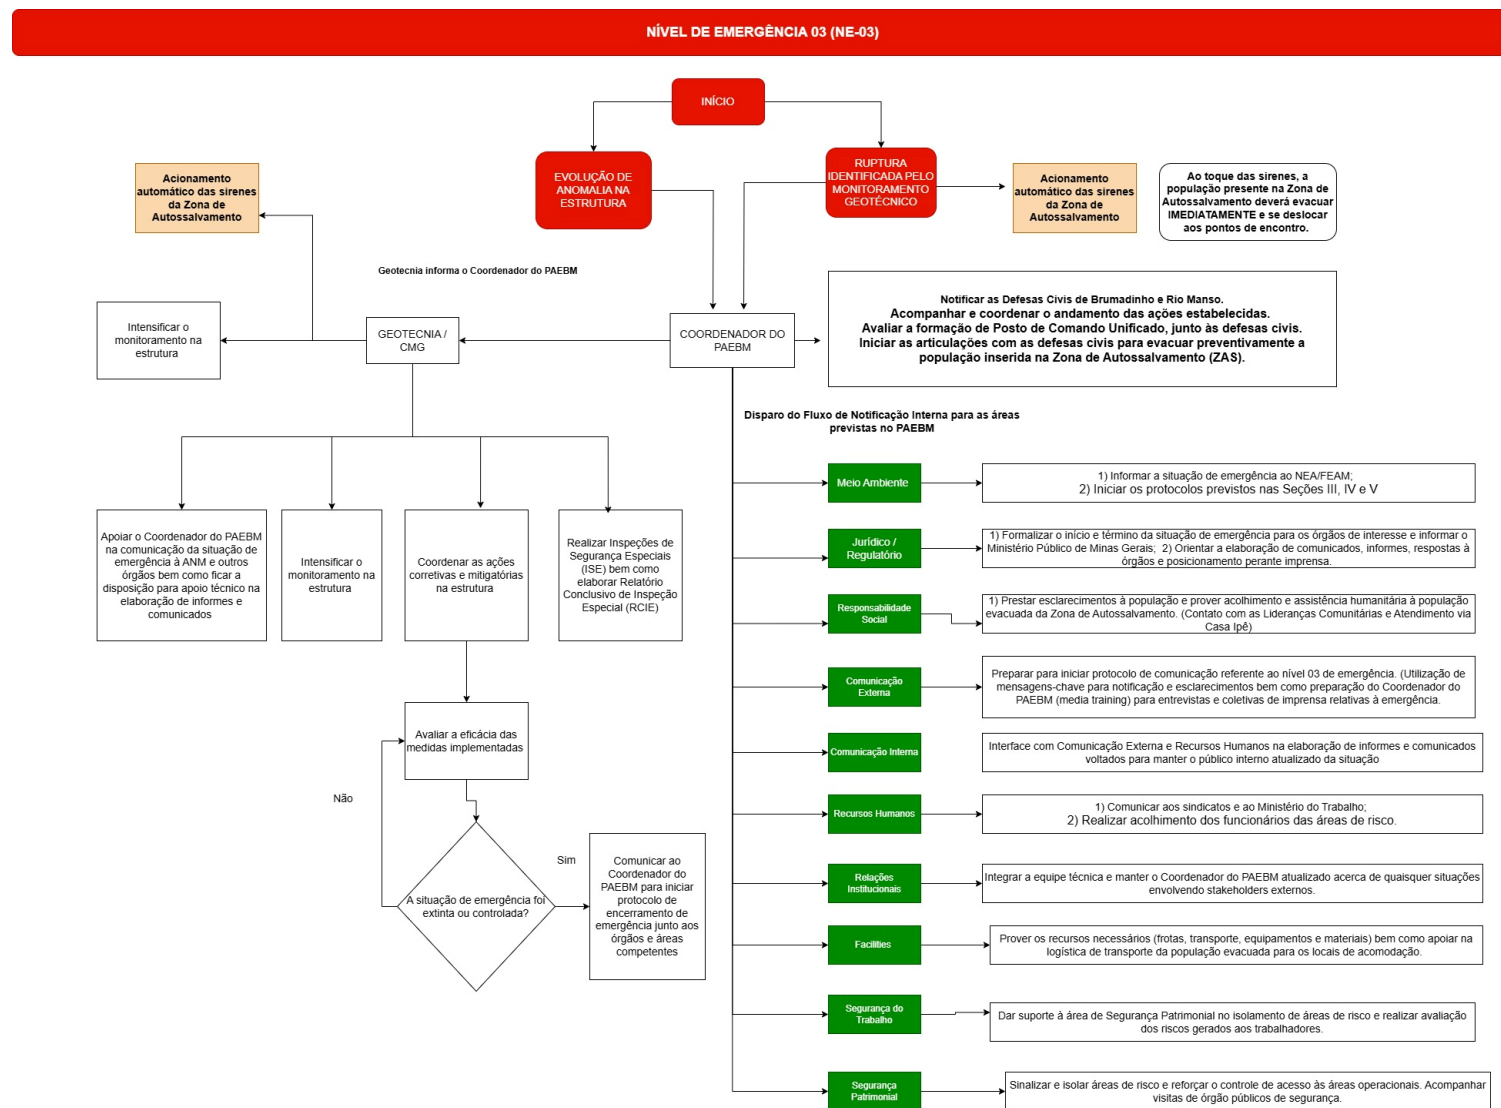 NÍVEL DE EMERGÊNCIA 03 (NE-03)
INÍCIO
EVOLUÇÃO DE
ANOMALIA NA
ESTRUTURA
RUPTURA
IDENTIFICADA PELO
MONITORAMENTO
GEOTÉCNICO
Acionamento
automático das sirenes
da Zona de
Autossalvamento
Acionamento
automático das sirenes
da Zona de
Autossalvamento
Ao toque das sirenes, a
população presente na Zona de
Autossalvamento deverá evacuar
IMEDIATAMENTE e se deslocar
aos pontos de encontro.
Geotecnia informa o Coordenador do PAEBM
Intensificar o
monitoramento na
estrutura
GEOTECNIA /
CMG
COORDENADOR DO
PAEBM
Notificar as Defesas Civis de Brumadinho e Rio Manso.
Acompanhar e coordenar o andamento das ações estabelecidas.
Avaliar a formação de Posto de Comando Unificado, junto às defesas civis.
Iniciar as articulações com as defesas civis para evacuar preventivamente a
população inserida na Zona de Autossalvamento (ZAS).
Disparo do Fluxo de Notificação Interna para as áreas
previstas no PAEBM
Apoiar o Coordenador do PAEBM
na comunicação da situação de
emergência à ANM e outros
órgãos bem como ficar a
disposição para apoio técnico na
elaboração de informes e
comunicados
Intensificar o
monitoramento na
estrutura
Coordenar as ações
corretivas e mitigatórias
na estrutura
Realizar Inspeções de
Segurança Especiais
(ISE) bem como
elaborar Relatório
Conclusivo de Inspeção
Especial (RCIE)
Avaliar a eficácia das
medidas implementadas
Não
A situação de emergência foi
extinta ou controlada?
Sim
Comunicar ao
Coordenador do
PAEBM para iniciar
protocolo de
encerramento de
emergência junto aos
órgãos e áreas
competentes
Meio Ambiente
1) Informar a situação de emergência ao NEA/FEAM;
2) Iniciar os protocolos previstos nas Seções III, IV e V
Jurídico /
Regulatório
1) Formalizar o início e término da situação de emergência para os órgãos de interesse e informar o
Ministério Público de Minas Gerais; 2) Orientar a elaboração de comunicados, informes, respostas à
órgãos e posicionamento perante imprensa.
Responsabilidade
Social
1) Prestar esclarecimentos à população e prover acolhimento e assistência humanitária à população
evacuada da Zona de Autossalvamento. (Contato com as Lideranças Comunitárias e Atendimento via
Casa Ipê)
Comunicação
Externa
Preparar para iniciar protocolo de comunicação referente ao nível 03 de emergência. (Utilização de
mensagens-chave para notificação e esclarecimentos bem como preparação do Coordenador do
PAEBM (media training) para entrevistas e coletivas de imprensa relativas à emergência.
Comunicação Interna
Interface com Comunicação Externa e Recursos Humanos na elaboração de informes e comunicados
voltados para manter o público interno atualizado da situação
Recursos Humanos
1) Comunicar aos sindicatos e ao Ministério do Trabalho;
2) Realizar acolhimento dos funcionários das áreas de risco.
Relações
Institucionais
Integrar a equipe técnica e manter o Coordenador do PAEBM atualizado acerca de quaisquer situações
envolvendo stakeholders externos.
Facilities
Prover os recursos necessários (frotas, transporte, equipamentos e materiais) bem como apoiar na
logística de transporte da população evacuada para os locais de acomodação.
Segurança do
Trabalho
Dar suporte à área de Segurança Patrimonial no isolamento de áreas de risco e realizar avaliação
dos riscos gerados aos trabalhadores.
Segurança
Patrimonial
Sinalizar e isolar áreas de risco e reforçar o controle de acesso às áreas operacionais. Acompanhar
visitas de órgão públicos de segurança.